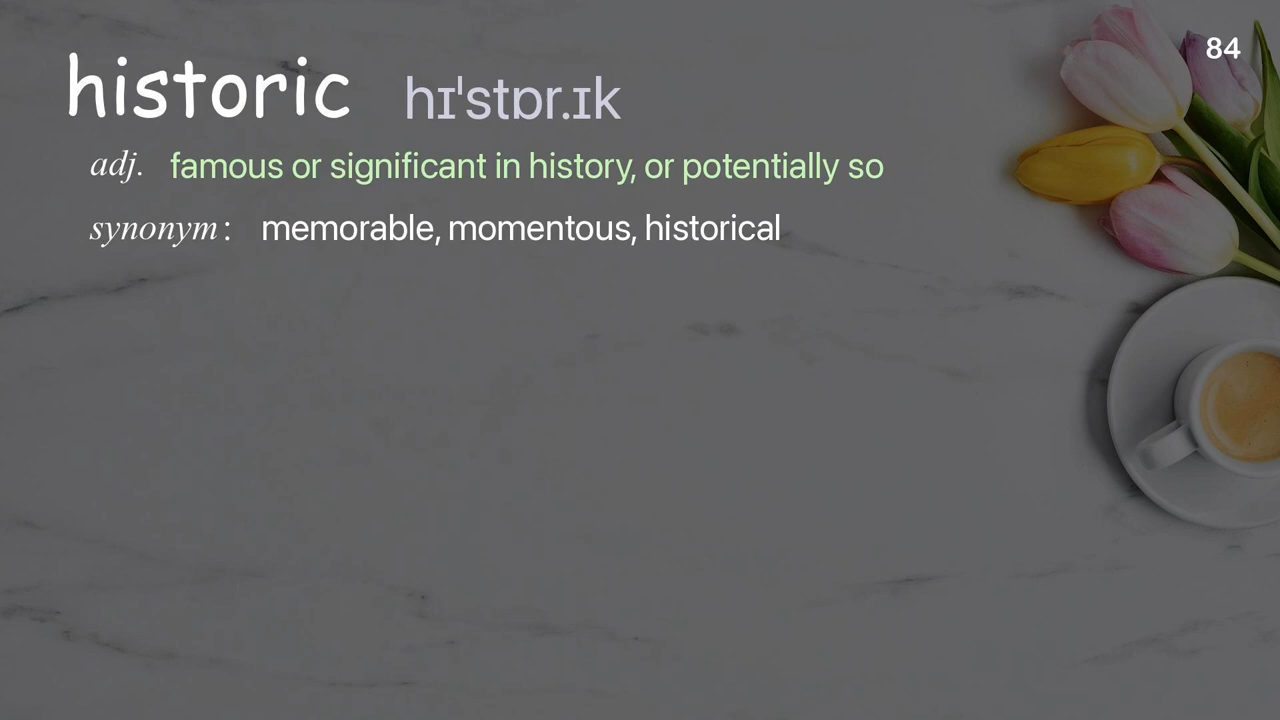 84
historic hɪˈstɒr.ɪk
adj. famous or significant in history, or potentially so
synonym: memorable, momentous, historical